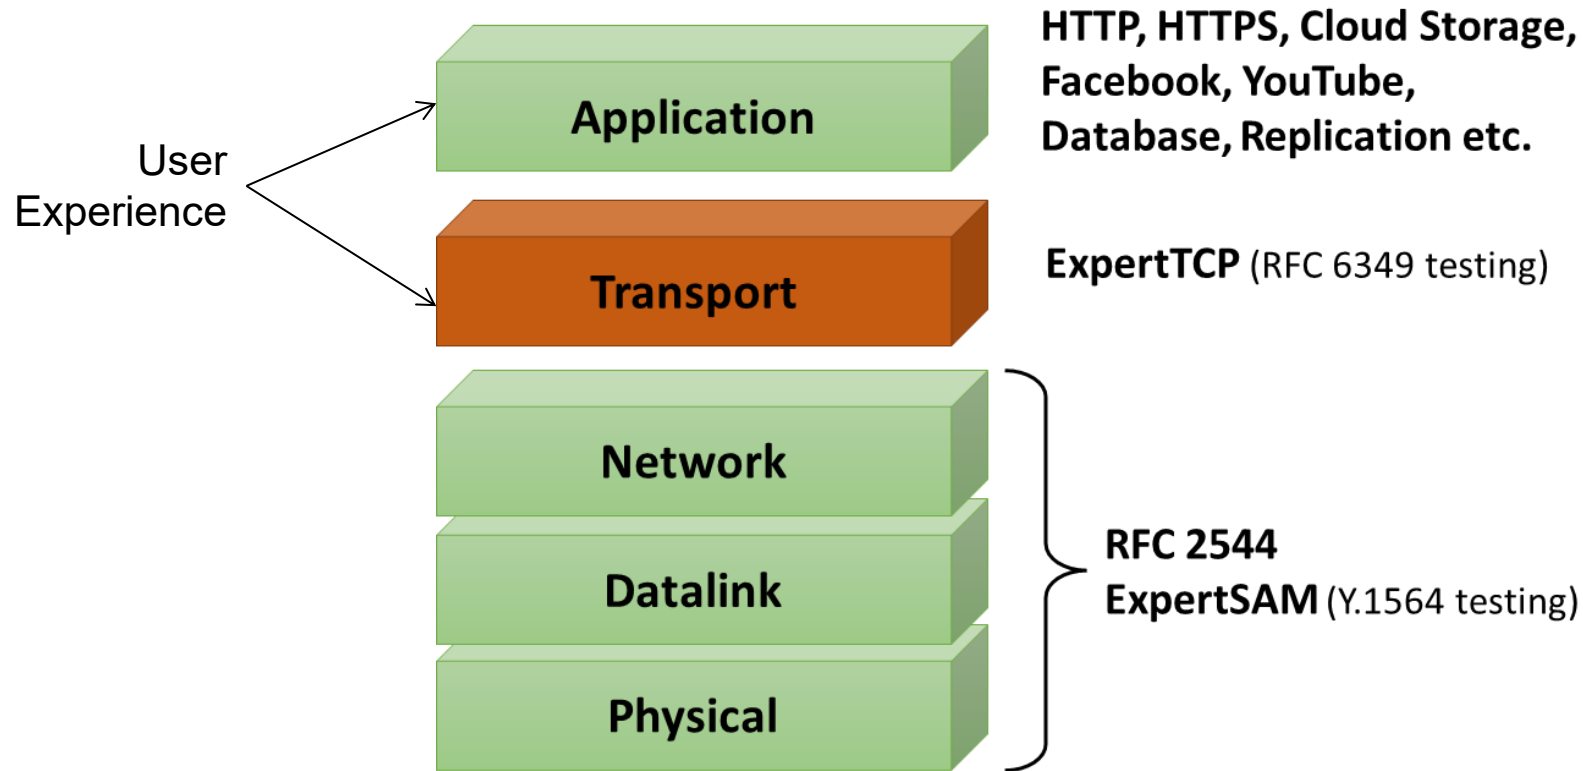 HTTP, HTTPS, Cloud Storage,
Facebook, YouTube,
Database, Replication etc.
Application
User
Experience
Transport
ExpertTCP (RFC 6349 testing)
Network
Datalink
Physical
RFC 2544
ExpertSAM (Y.1564 testing)